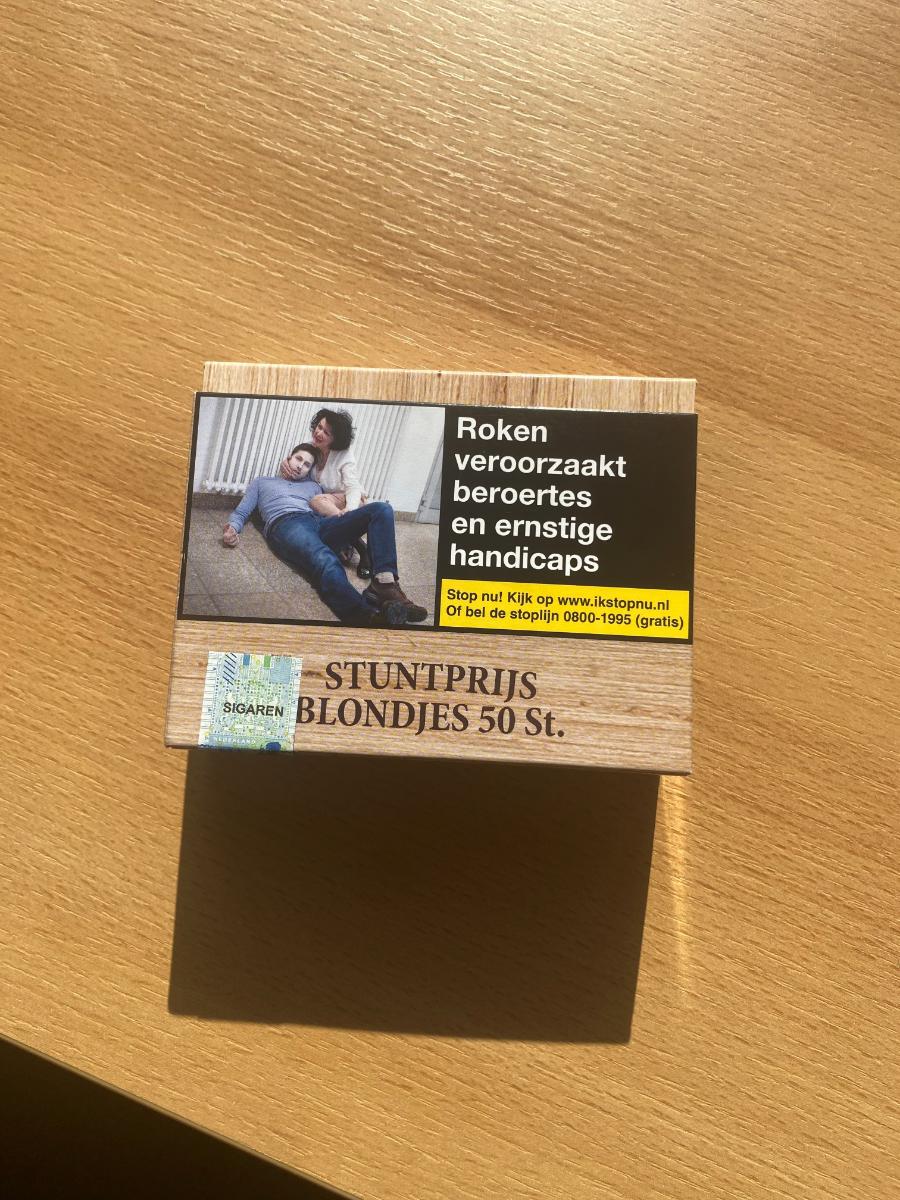 Roken
veroorzaakt
beroertes
en ernstige
handicaps
Stop nu! Kijk op www.ikstopnu.nl
Of bel de stoplijn 0800-1995 (gratis)
STUNTPRIJS
BLONDJES 50 St.
SIGAREN
NEDERLAND